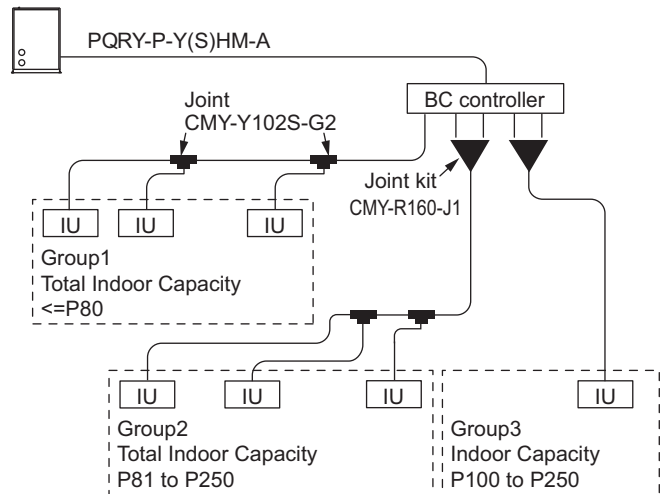 PQRY-P-Y(S)HM-A
BC controller
Joint
CMY-Y102S-G2
Joint kit
CMY-R160-J1
IU IU IU
Group1
Total Indoor Capacity
<=P80
IU IU IU
Group2
Total Indoor Capacity
P81 to P250
IU
Group3
Indoor Capacity
P100 to P250